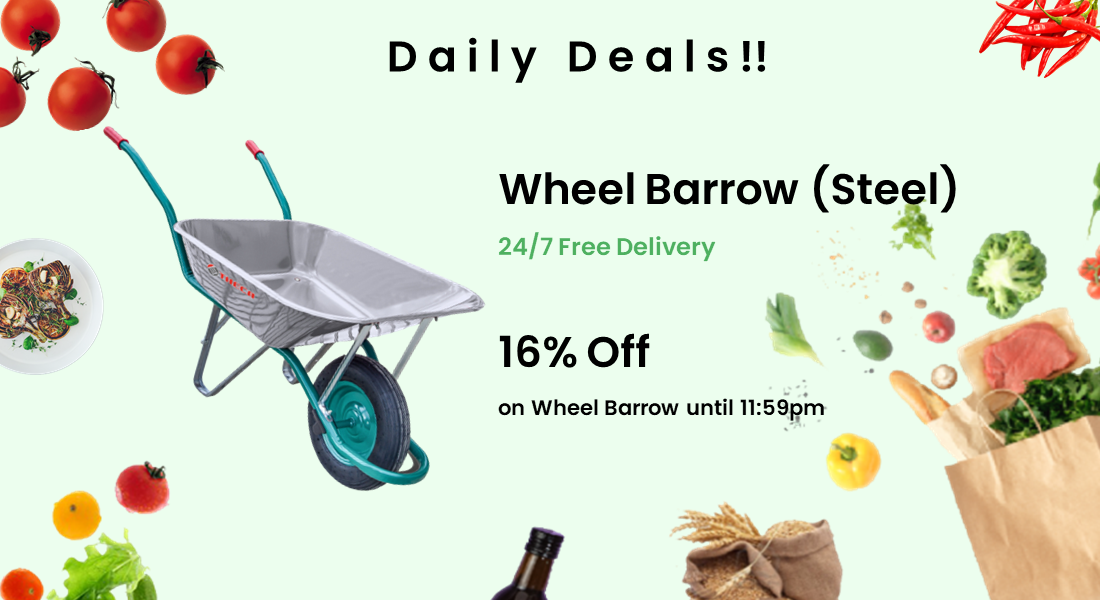 Daily Deals!!
Wheel Barrow (Steel)
24/7 Free Delivery
16% Off
on Wheel Barrow until 11:59pm